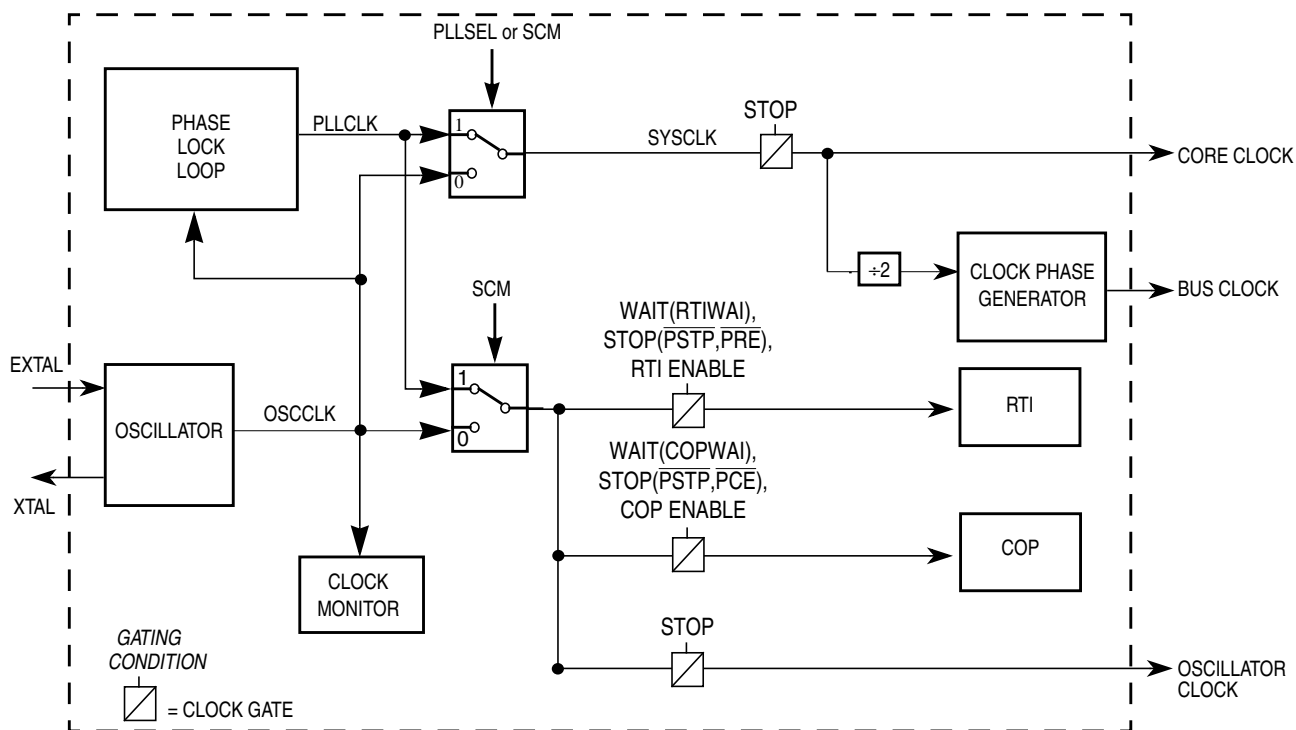 PLLSEL or SCM
PHASE
LOCK
LOOP
PLLCLK
1
0
SYSCLK
STOP
CORE CLOCK
÷2
CLOCK PHASE
GENERATOR
BUS CLOCK
SCM
WAIT(RTIWAI),
STOP(PSTP,PRE),
RTI ENABLE
EXTAL
OSCILLATOR
OSCCLK
1
0
RTI
XTAL
WAIT(COPWAI),
STOP(PSTP,PCE),
COP ENABLE
COP
CLOCK
MONITOR
STOP
OSCILLATOR
CLOCK
GATING
CONDITION
= CLOCK GATE